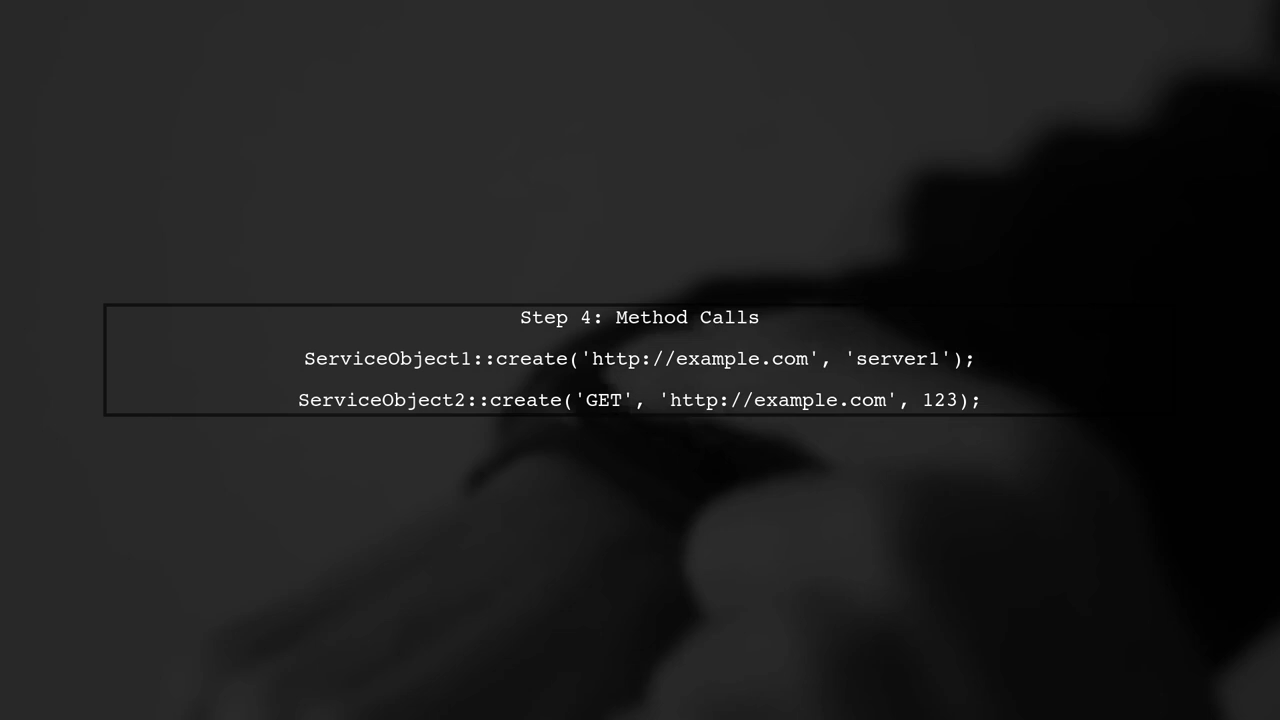 Step 4: Method Calls
ServiceObject1::create('http://example.com', 'server1');
ServiceObject2::create('GET', 'http://example.com', 123);